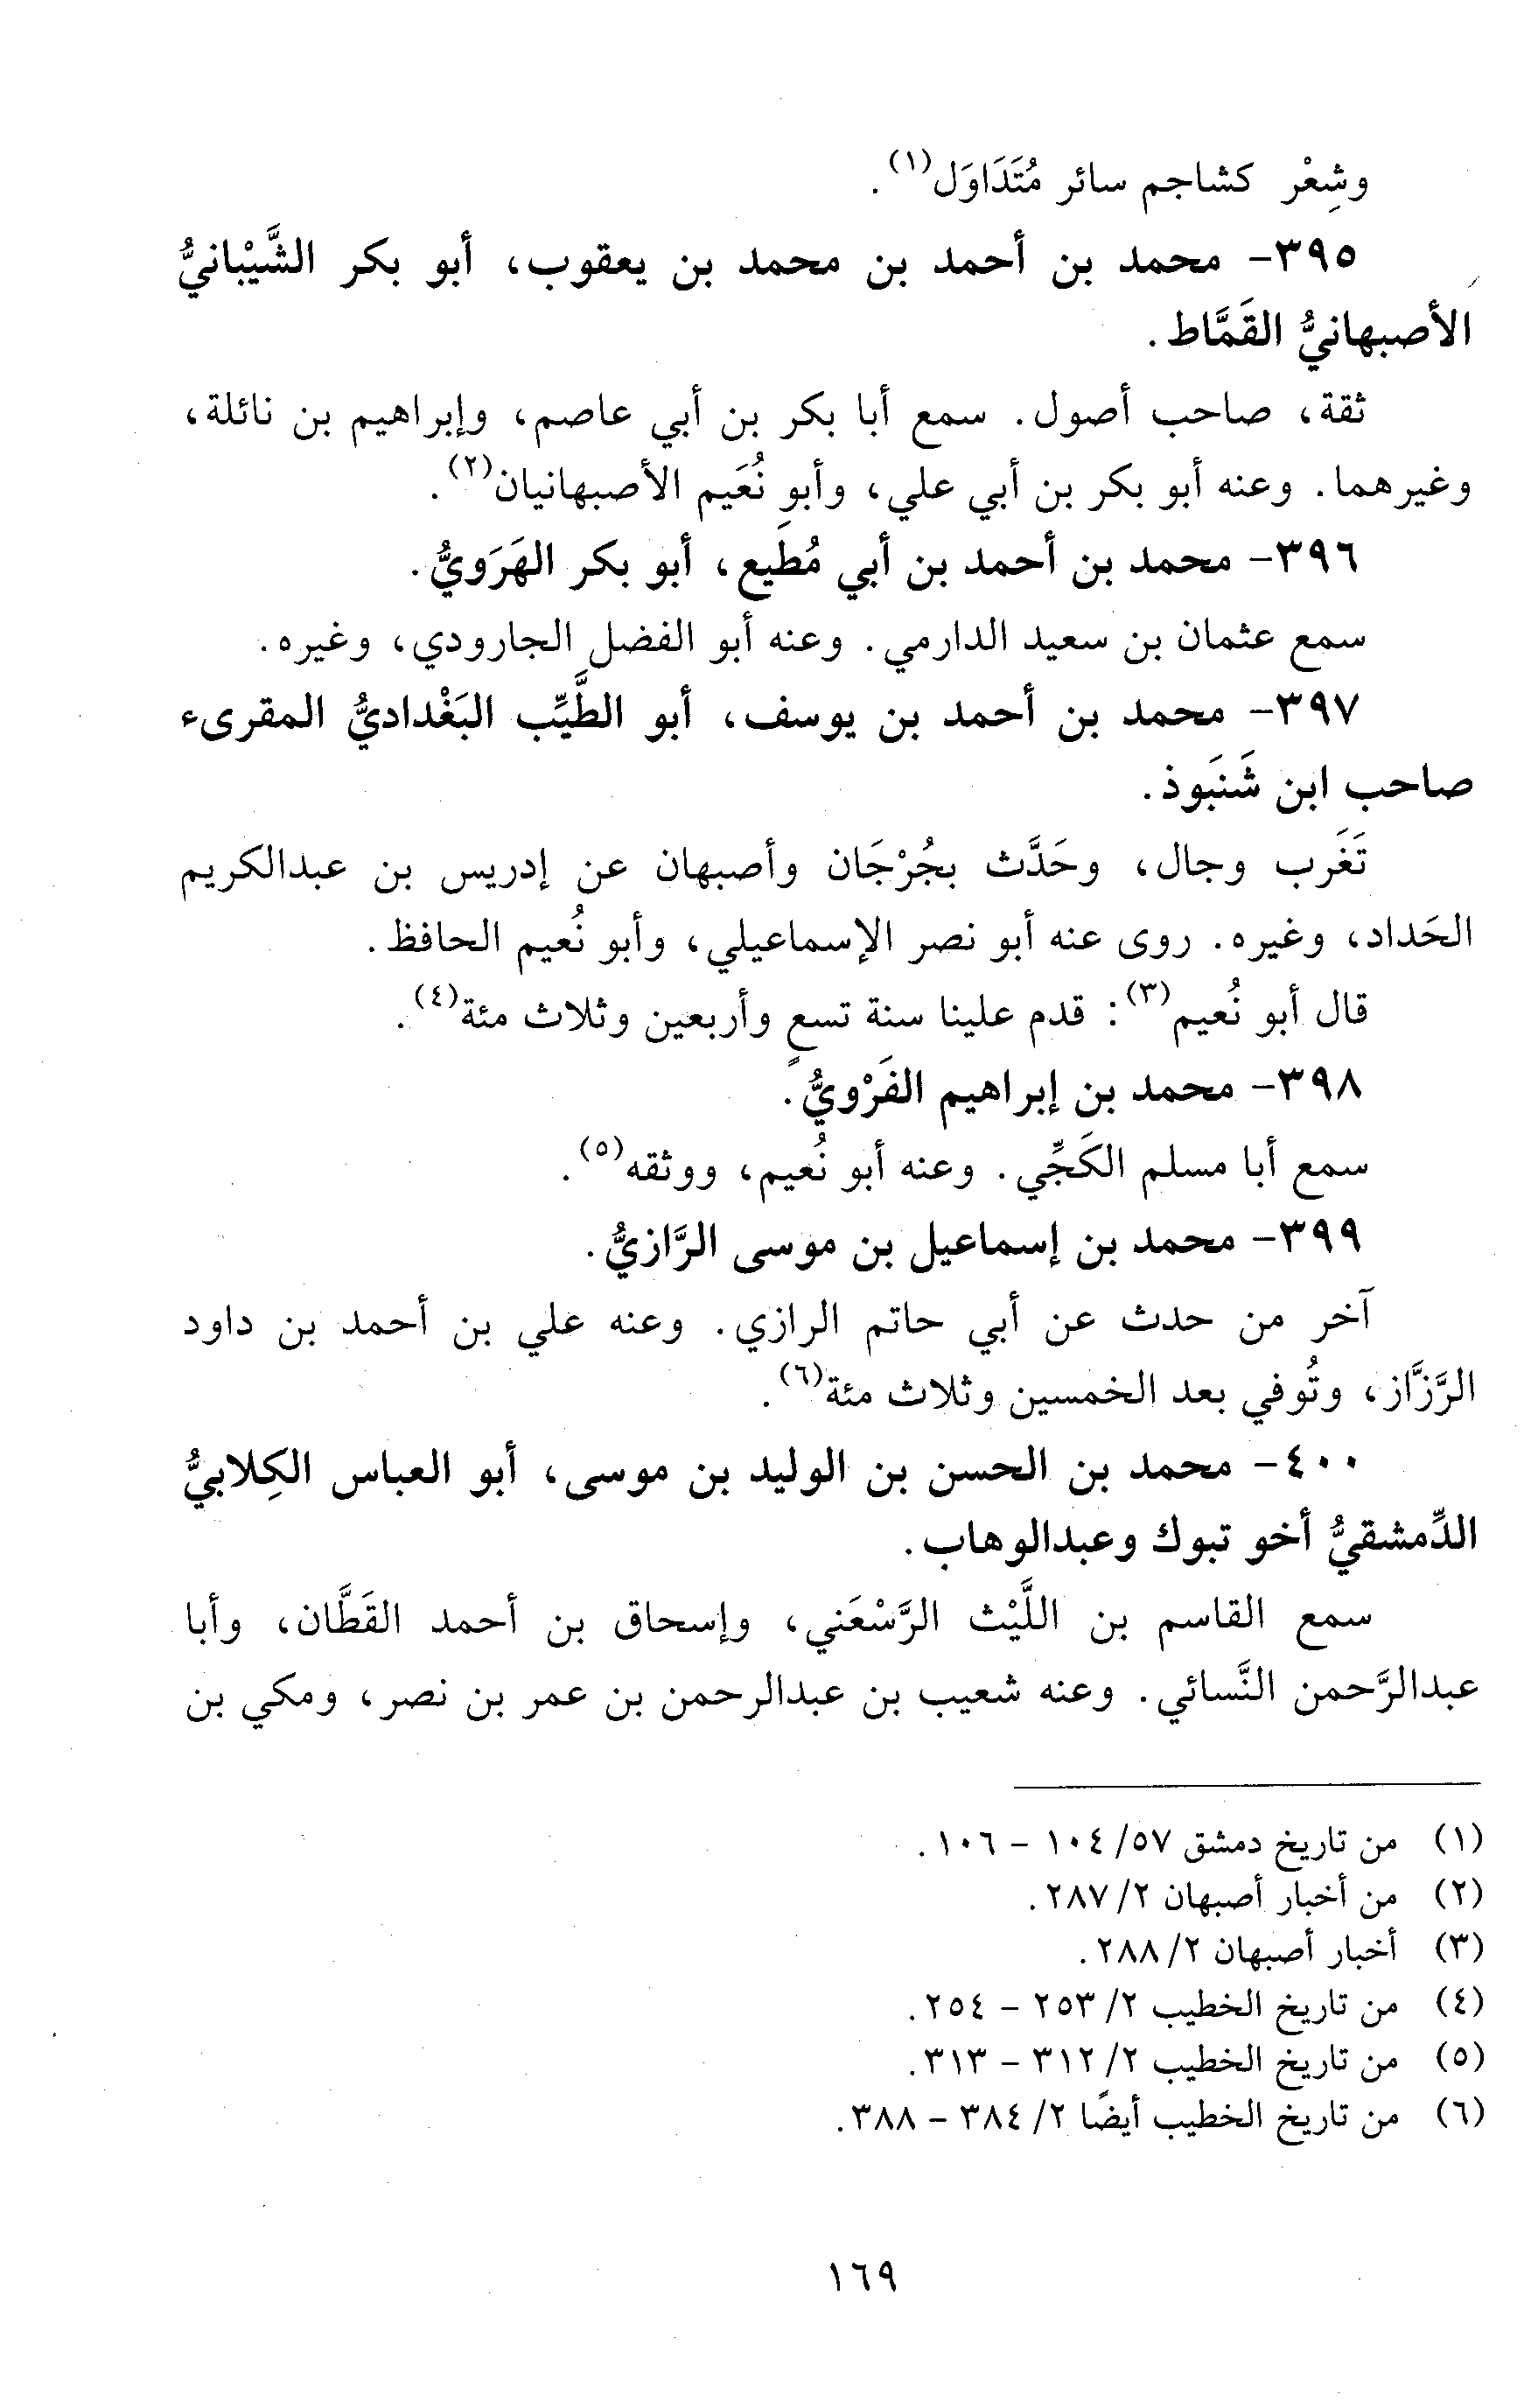 وشِعْر كشاجم سائر مُتَدَاوَل(١).
٣٩٥- محمد بن أحمد بن محمد بن يعقوب، أبو بكر الشَّيْبانيُّ
الأصبهانيُّ القَمَّاط.
ثقة، صاحب أصول. سمع أبا بكر بن أبي عاصم، وإبراهيم بن نائلة،
وغيرهما. وعنه أبو بكر بن أبي علي، وأبو نُعَيم الأصبهانيان(٢).
٣٩٦- محمد بن أحمد بن أبي مُطِيع، أبو بكر الهَرَويُّ.
سمع عثمان بن سعيد الدارمي. وعنه أبو الفضل الجارودي، وغيره.
٣٩٧- محمد بن أحمد بن يوسف، أبو الطَّيِّب البَغْداديُّ المقرىء
صاحب ابن شَنَبوذ.
تَغَرب وجال، وحَدَّث بجُرْجَان وأصبهان عن إدريس بن عبدالكريم
الحَداد، وغيره. روى عنه أبو نصر الإسماعيلي، وأبو نُعيم الحافظ.
قال أبو نُعيم(٣): قدم علينا سنة تسعٍ وأربعين وثلاث مئة(٤).
٣٩٨- محمد بن إبراهيم الفَرْويُّ.
سمع أبا مسلم الكَجِّي. وعنه أبو نُعيم، ووثقه(٥).
٣٩٩- محمد بن إسماعيل بن موسى الرَّازيُّ.
آخر من حدث عن أبي حاتم الرازي. وعنه علي بن أحمد بن داود
الرَّزَّاز، وتُوفي بعد الخمسين وثلاث مئة(٦).
٤٠٠- محمد بن الحسن بن الوليد بن موسى، أبو العباس الكِلابيُّ
الدِّمشقيُّ أخو تبوك وعبدالوهاب.
سمع القاسم بن اللَّيْث الرَّسْعَني، وإسحاق بن أحمد القَطَّان، وأبا
عبدالرَّحمن النَّسائي. وعنه شعيب بن عبدالرحمن بن عمر بن نصر، ومكي بن
(١) من تاريخ دمشق ٥٧/ ١٠٤ - ١٠٦.
(٢) من أخبار أصبهان ٢/ ٢٨٧.
(٣) أخبار أصبهان ٢/ ٢٨٨.
(٤) من تاريخ الخطيب ٢/ ٢٥٣ - ٢٥٤.
(٥) من تاريخ الخطيب ٢/ ٣١٢ - ٣١٣.
(٦) من تاريخ الخطيب أيضًا ٢/ ٣٨٤ - ٣٨٨.
١٦٩